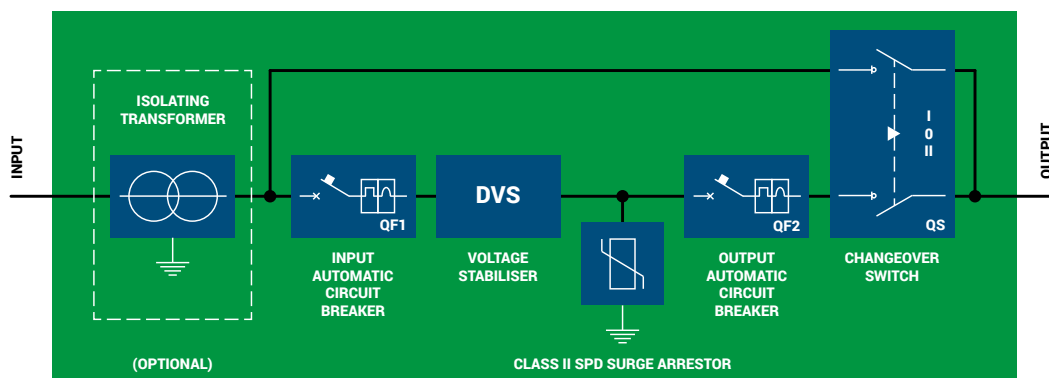 INPUT
ISOLATING
TRANSFORMER
(OPTIONAL)
QF1
INPUT
AUTOMATIC
CIRCUIT
BREAKER
DVS
VOLTAGE
STABILISER
CLASS II SPD SURGE ARRESTOR
QF2
OUTPUT
AUTOMATIC
CIRCUIT
BREAKER
I
0
II
QS
CHANGEOVER
SWITCH
OUTPUT